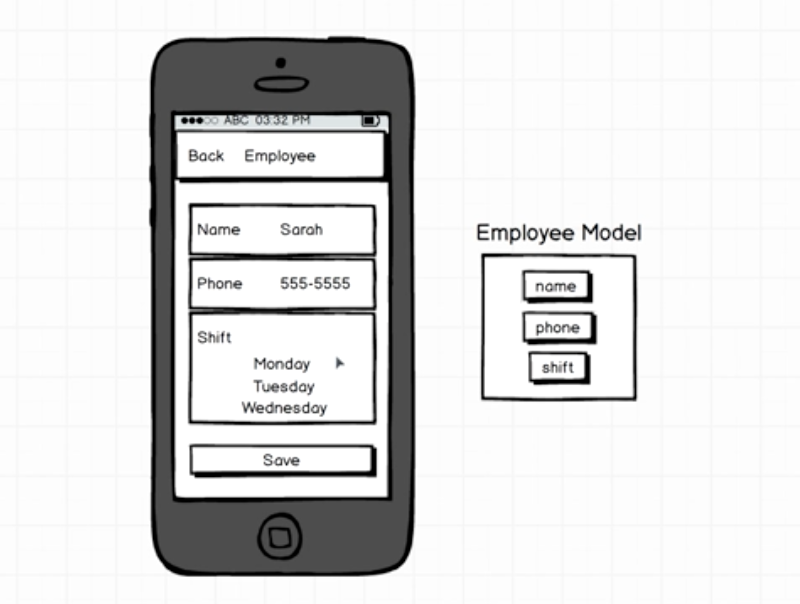 ABC 03:32 PM
Back Employee
Name Sarah
Phone 555-5555
Shift
Monday
Tuesday
Wednesday
Save
Employee Model
name
phone
shift